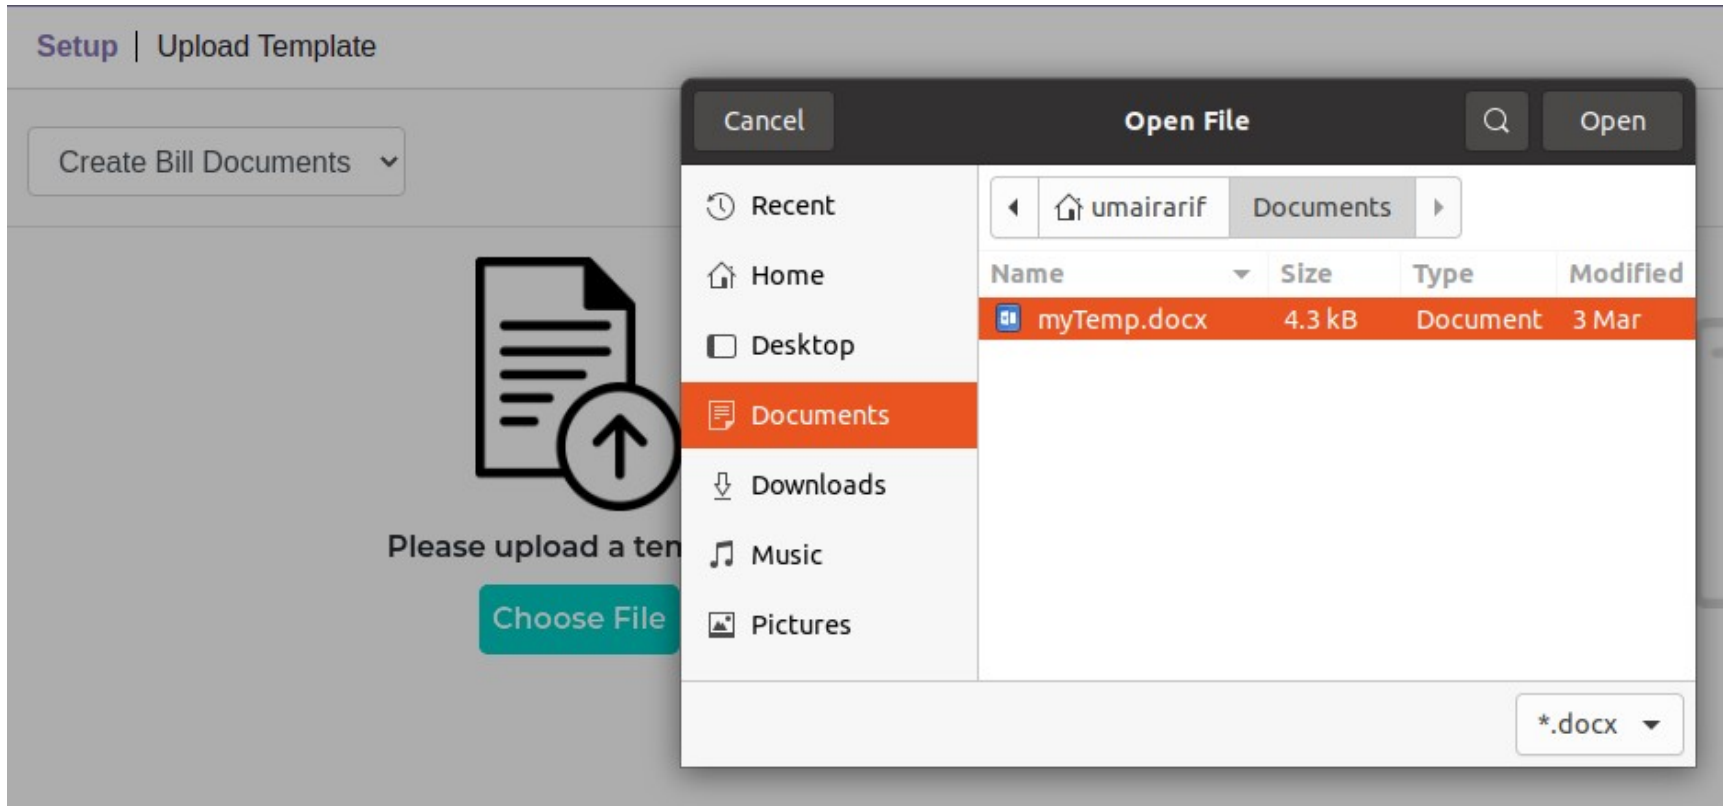 Setup | Upload Template
Create Bill Documents
Please upload a tem
Choose File
Cancel Open File Open
Recent
Home
Desktop
Documents
Downloads
Music
Pictures
umairarif Documents
Name Size Type Modified
myTemp.docx 4.3 kB Document 3 Mar
*.docx